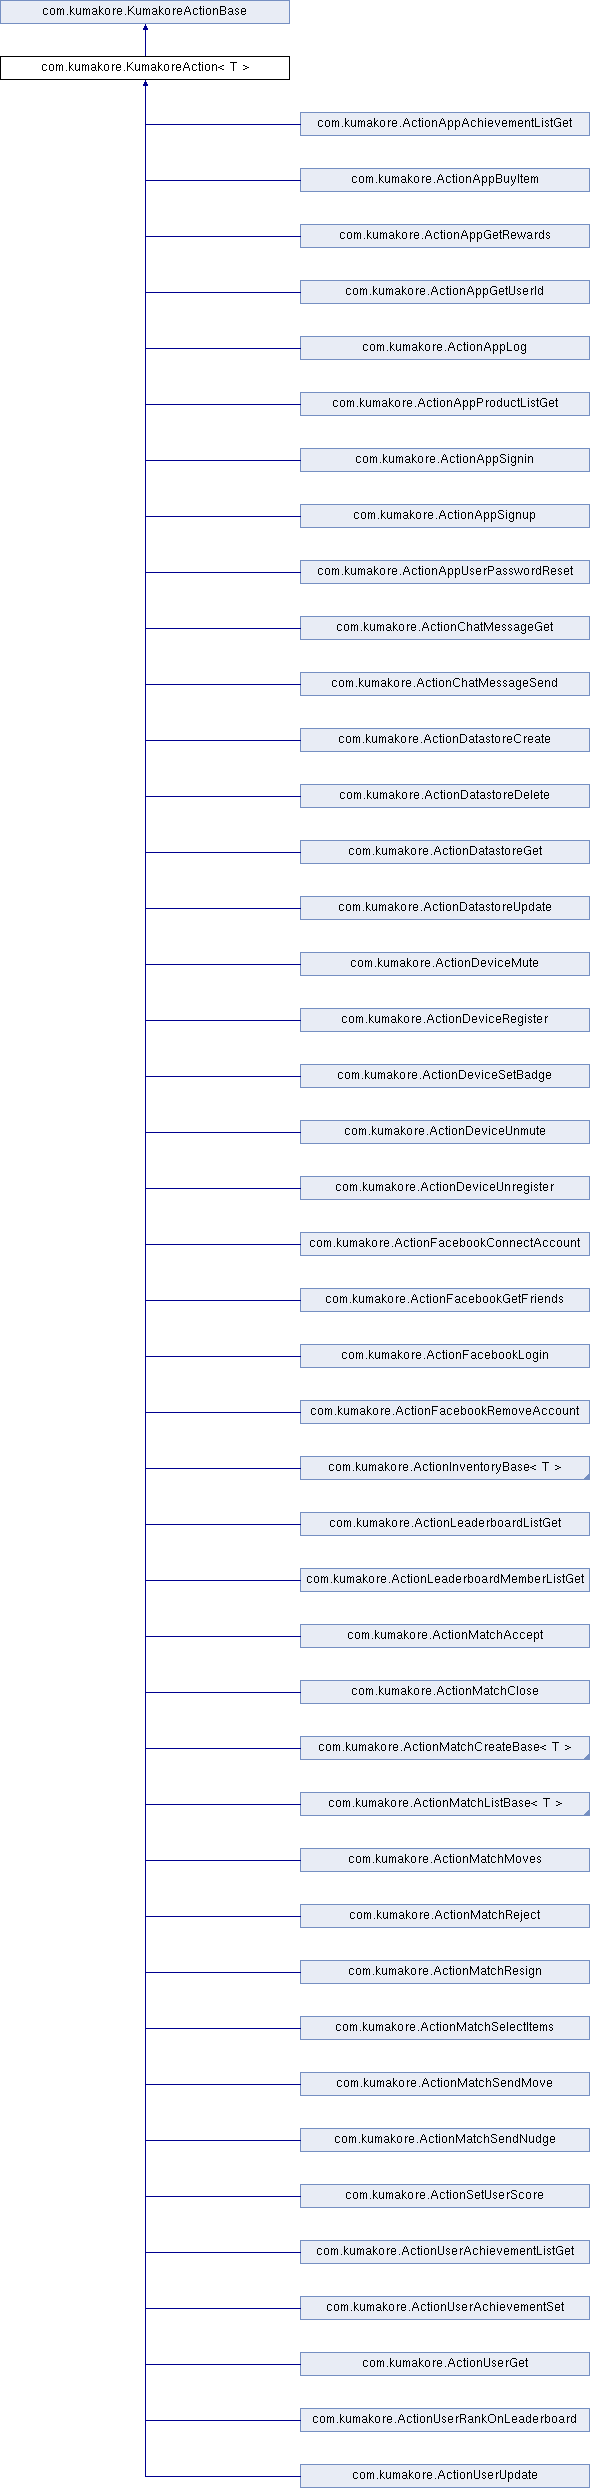 com.kumakore.KumakoreActionBase
com.kumakore.KumakoreAction< T >
com.kumakore.ActionAppAchievementListGet
com.kumakore.ActionAppBuyItem
com.kumakore.ActionAppGetRewards
com.kumakore.ActionAppGetUserId
com.kumakore.ActionAppLog
com.kumakore.ActionAppProductListGet
com.kumakore.ActionAppSignin
com.kumakore.ActionAppSignup
com.kumakore.ActionAppUserPasswordReset
com.kumakore.ActionChatMessageGet
com.kumakore.ActionChatMessageSend
com.kumakore.ActionDatastoreCreate
com.kumakore.ActionDatastoreDelete
com.kumakore.ActionDatastoreGet
com.kumakore.ActionDatastoreUpdate
com.kumakore.ActionDeviceMute
com.kumakore.ActionDeviceRegister
com.kumakore.ActionDeviceSetBadge
com.kumakore.ActionDeviceUnmute
com.kumakore.ActionDeviceUnregister
com.kumakore.ActionFacebookConnectAccount
com.kumakore.ActionFacebookGetFriends
com.kumakore.ActionFacebookLogin
com.kumakore.ActionFacebookRemoveAccount
com.kumakore.ActionInventoryBase< T >
com.kumakore.ActionLeaderboardListGet
com.kumakore.ActionLeaderboardMemberListGet
com.kumakore.ActionMatchAccept
com.kumakore.ActionMatchClose
com.kumakore.ActionMatchCreateBase< T >
com.kumakore.ActionMatchListBase< T >
com.kumakore.ActionMatchMoves
com.kumakore.ActionMatchReject
com.kumakore.ActionMatchResign
com.kumakore.ActionMatchSelectItems
com.kumakore.ActionMatchSendMove
com.kumakore.ActionMatchSendNudge
com.kumakore.ActionSetUserScore
com.kumakore.ActionUserAchievementListGet
com.kumakore.ActionUserAchievementSet
com.kumakore.ActionUserGet
com.kumakore.ActionUserRankOnLeaderboard
com.kumakore.ActionUserUpdate